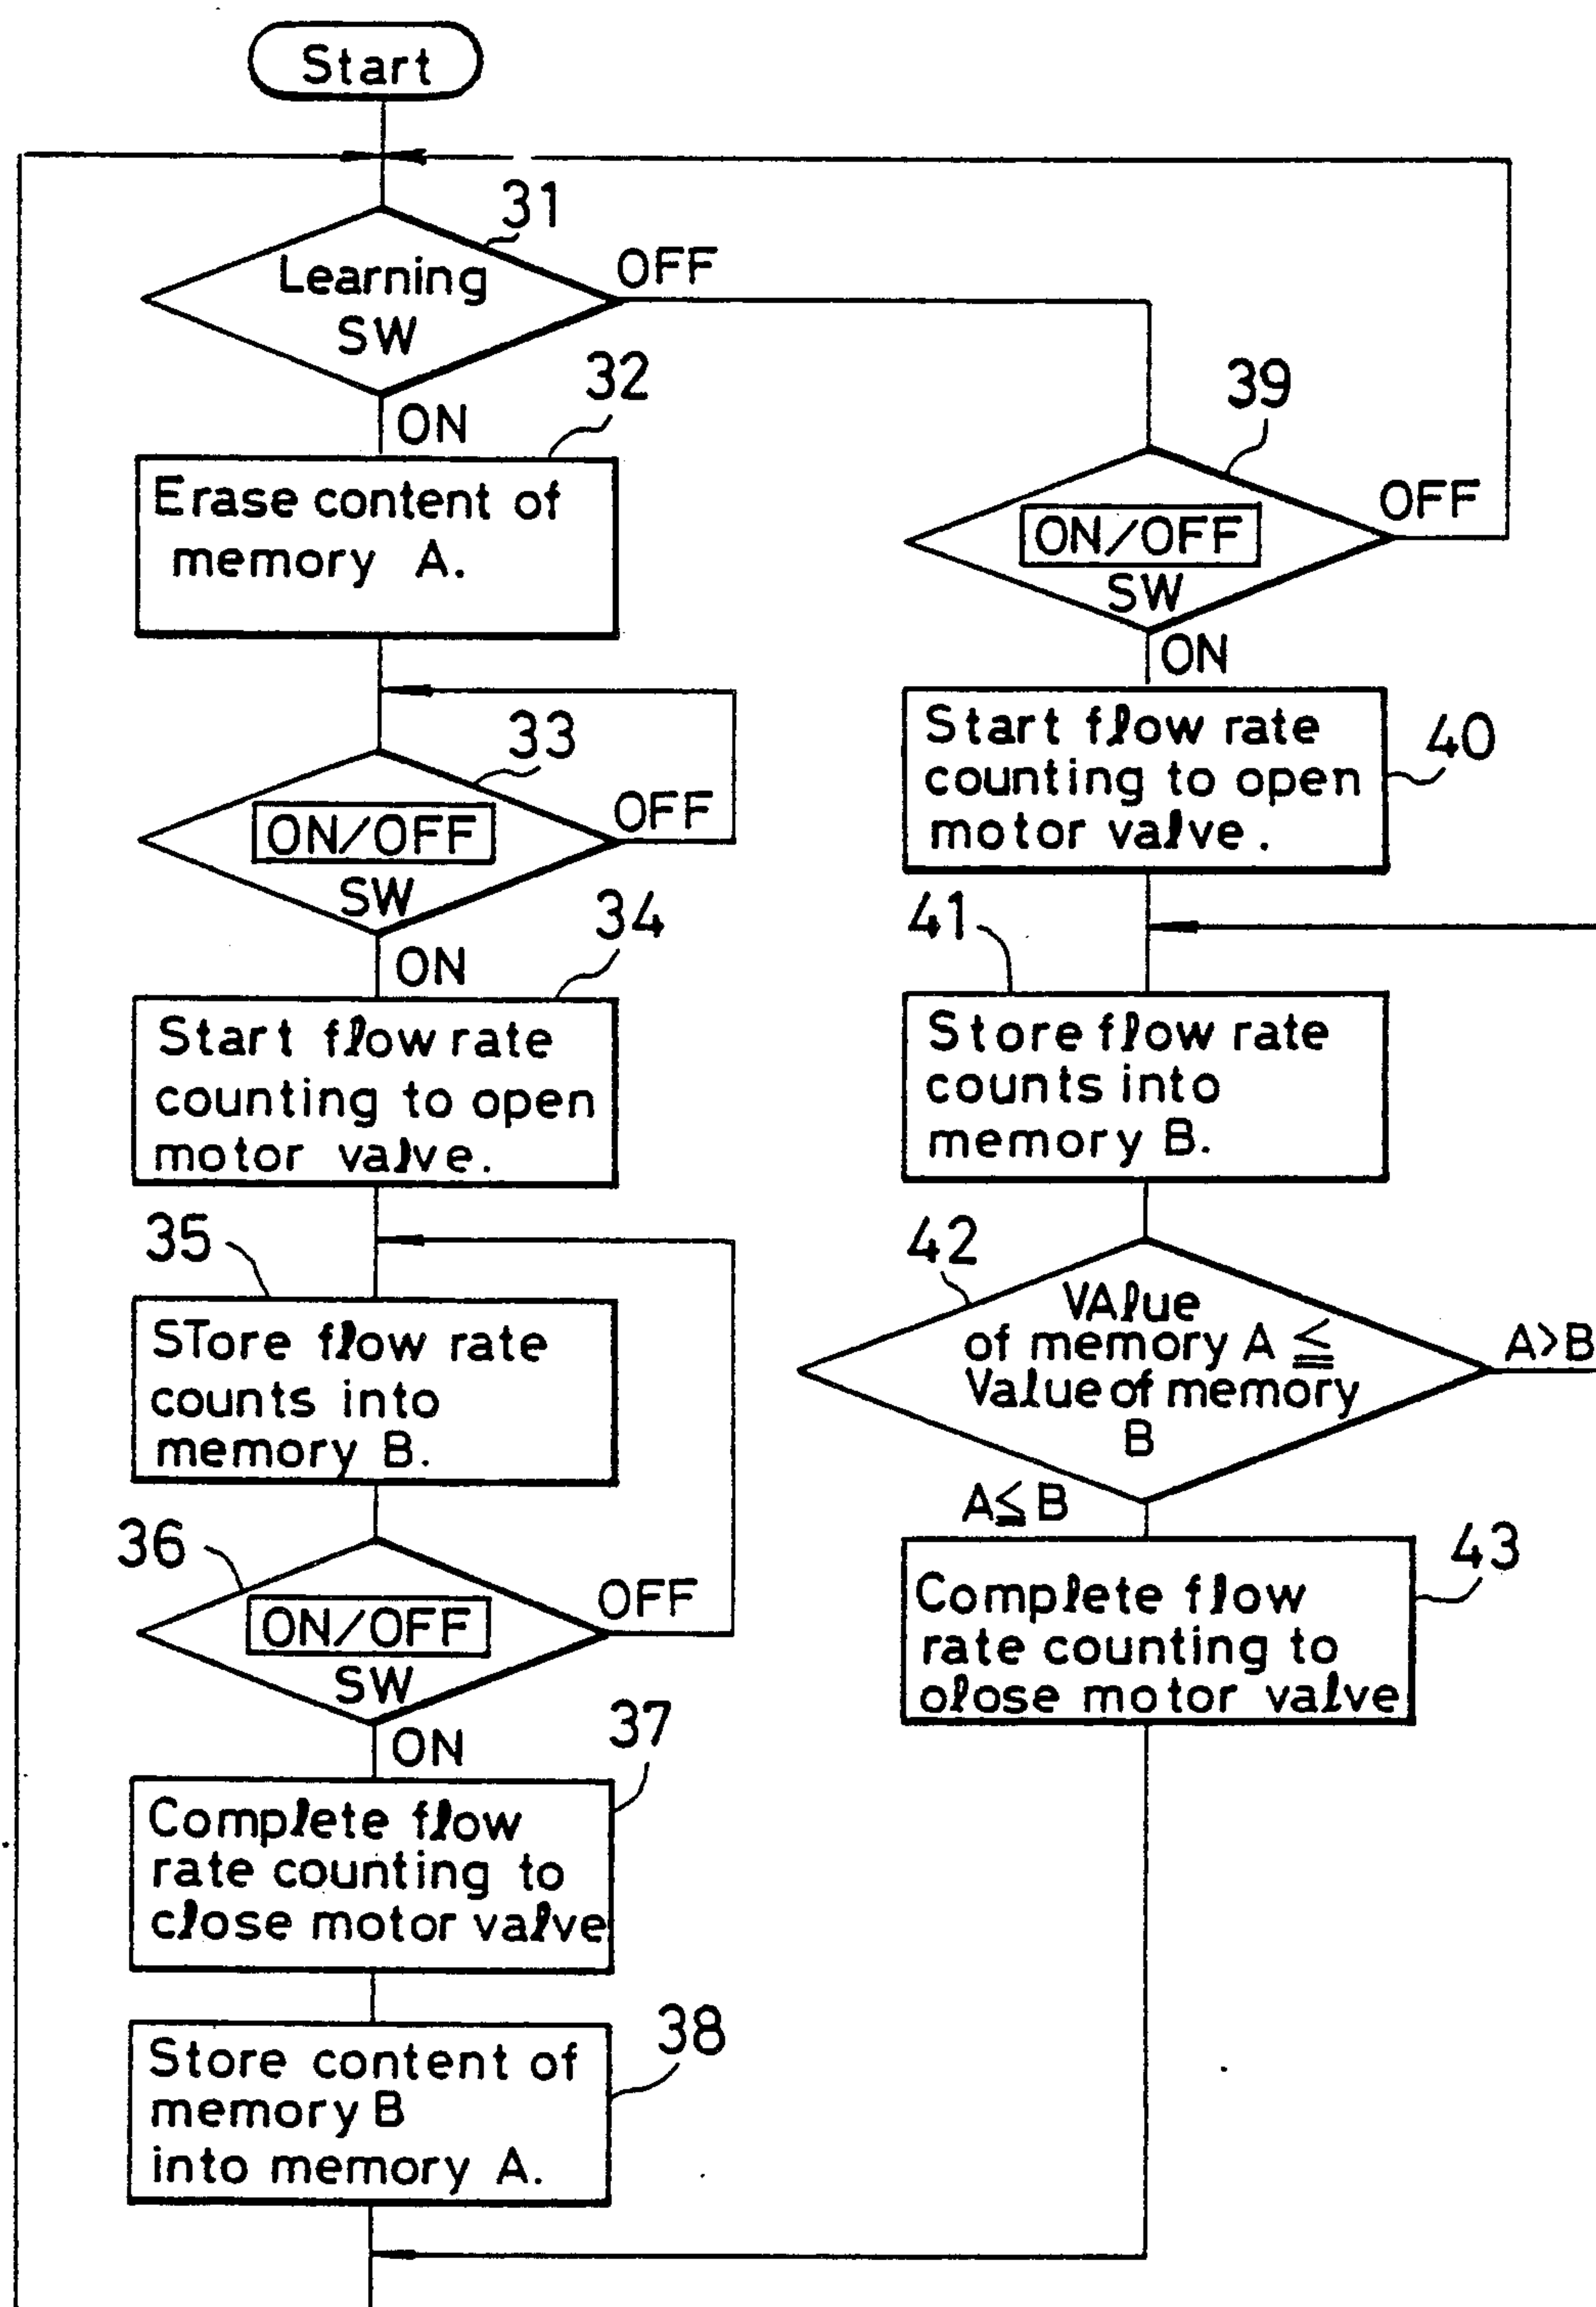 Start
31
Learning
SW
OFF
ON
32
Erase content of
memory A.
33
ON/OFF
SW
OFF
ON
34
Start flow rate
counting to open
motor valve.
35
STore flow rate
counts into
memory B.
36
ON/OFF
SW
OFF
ON
37
Complete flow
rate counting to
close motor valve
38
Store content of
memory B
into memory A.
39
ON/OFF
SW
OFF
ON
40
Start flow rate
counting to open
motor valve.
41
Store flow rate
counts into
memory B.
42
VAlue
of memory A ≦
Value of memory
B
A>B
A≦B
43
Complete flow
rate counting to
olose motor valve